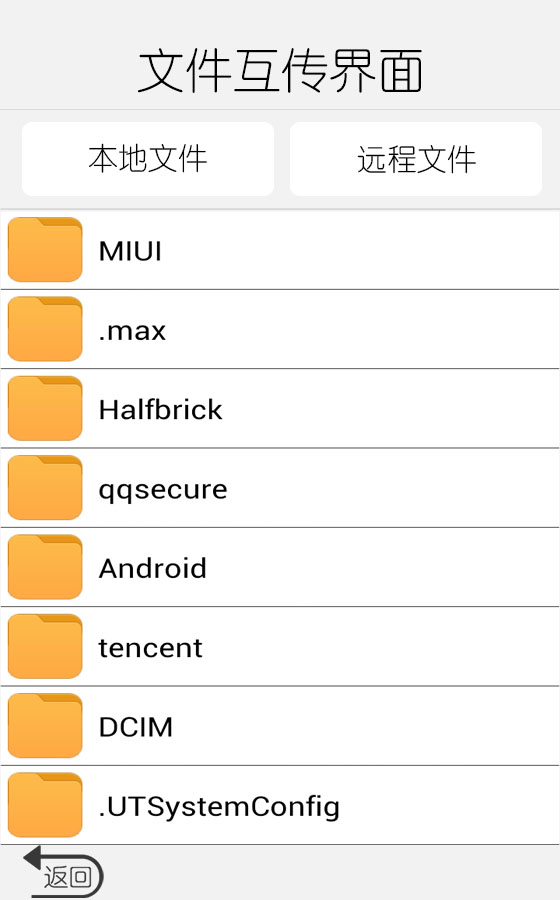 文件互传界面
本地文件 远程文件
MIUI
.max
Halfbrick
qqsecure
Android
tencent
DCIM
.UTSystemConfig
返回